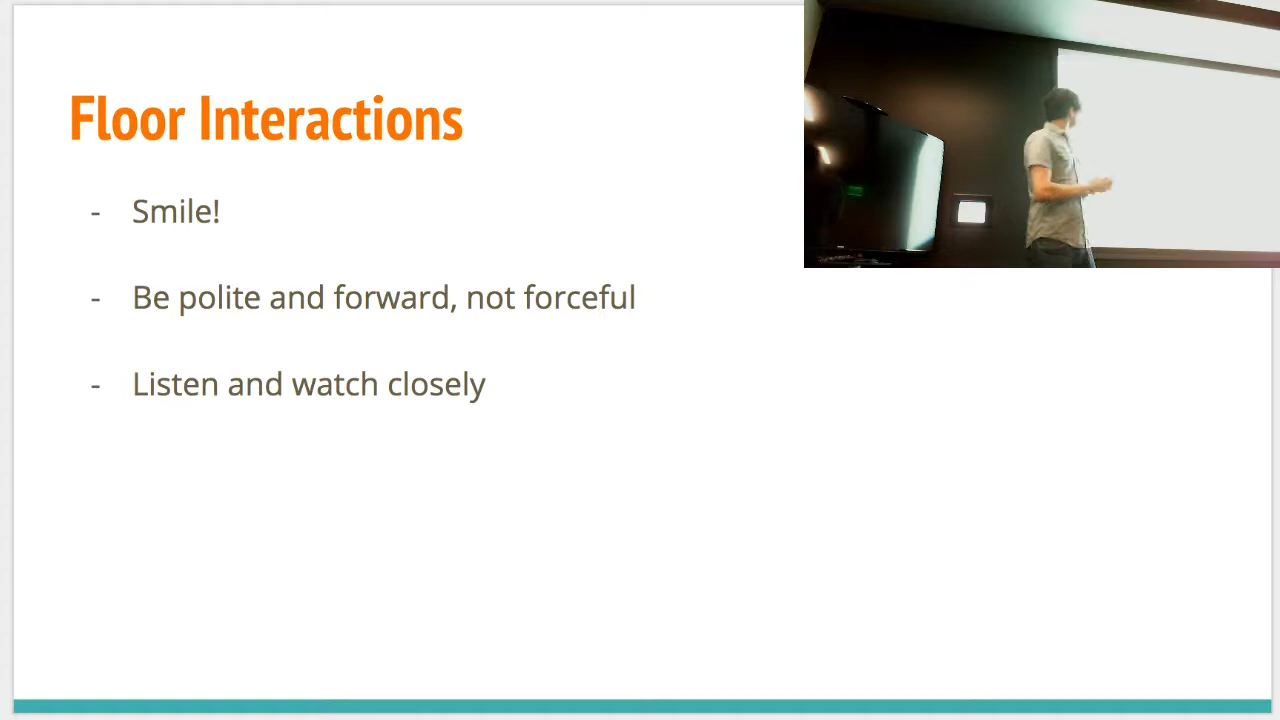 Floor Interactions
- Smile!
- Be polite and forward, not forceful
- Listen and watch closely